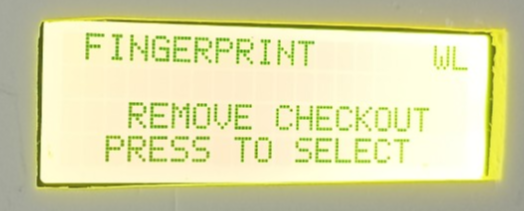 FINGERPRINT WL
REMOVE CHECKOUT
PRESS TO SELECT